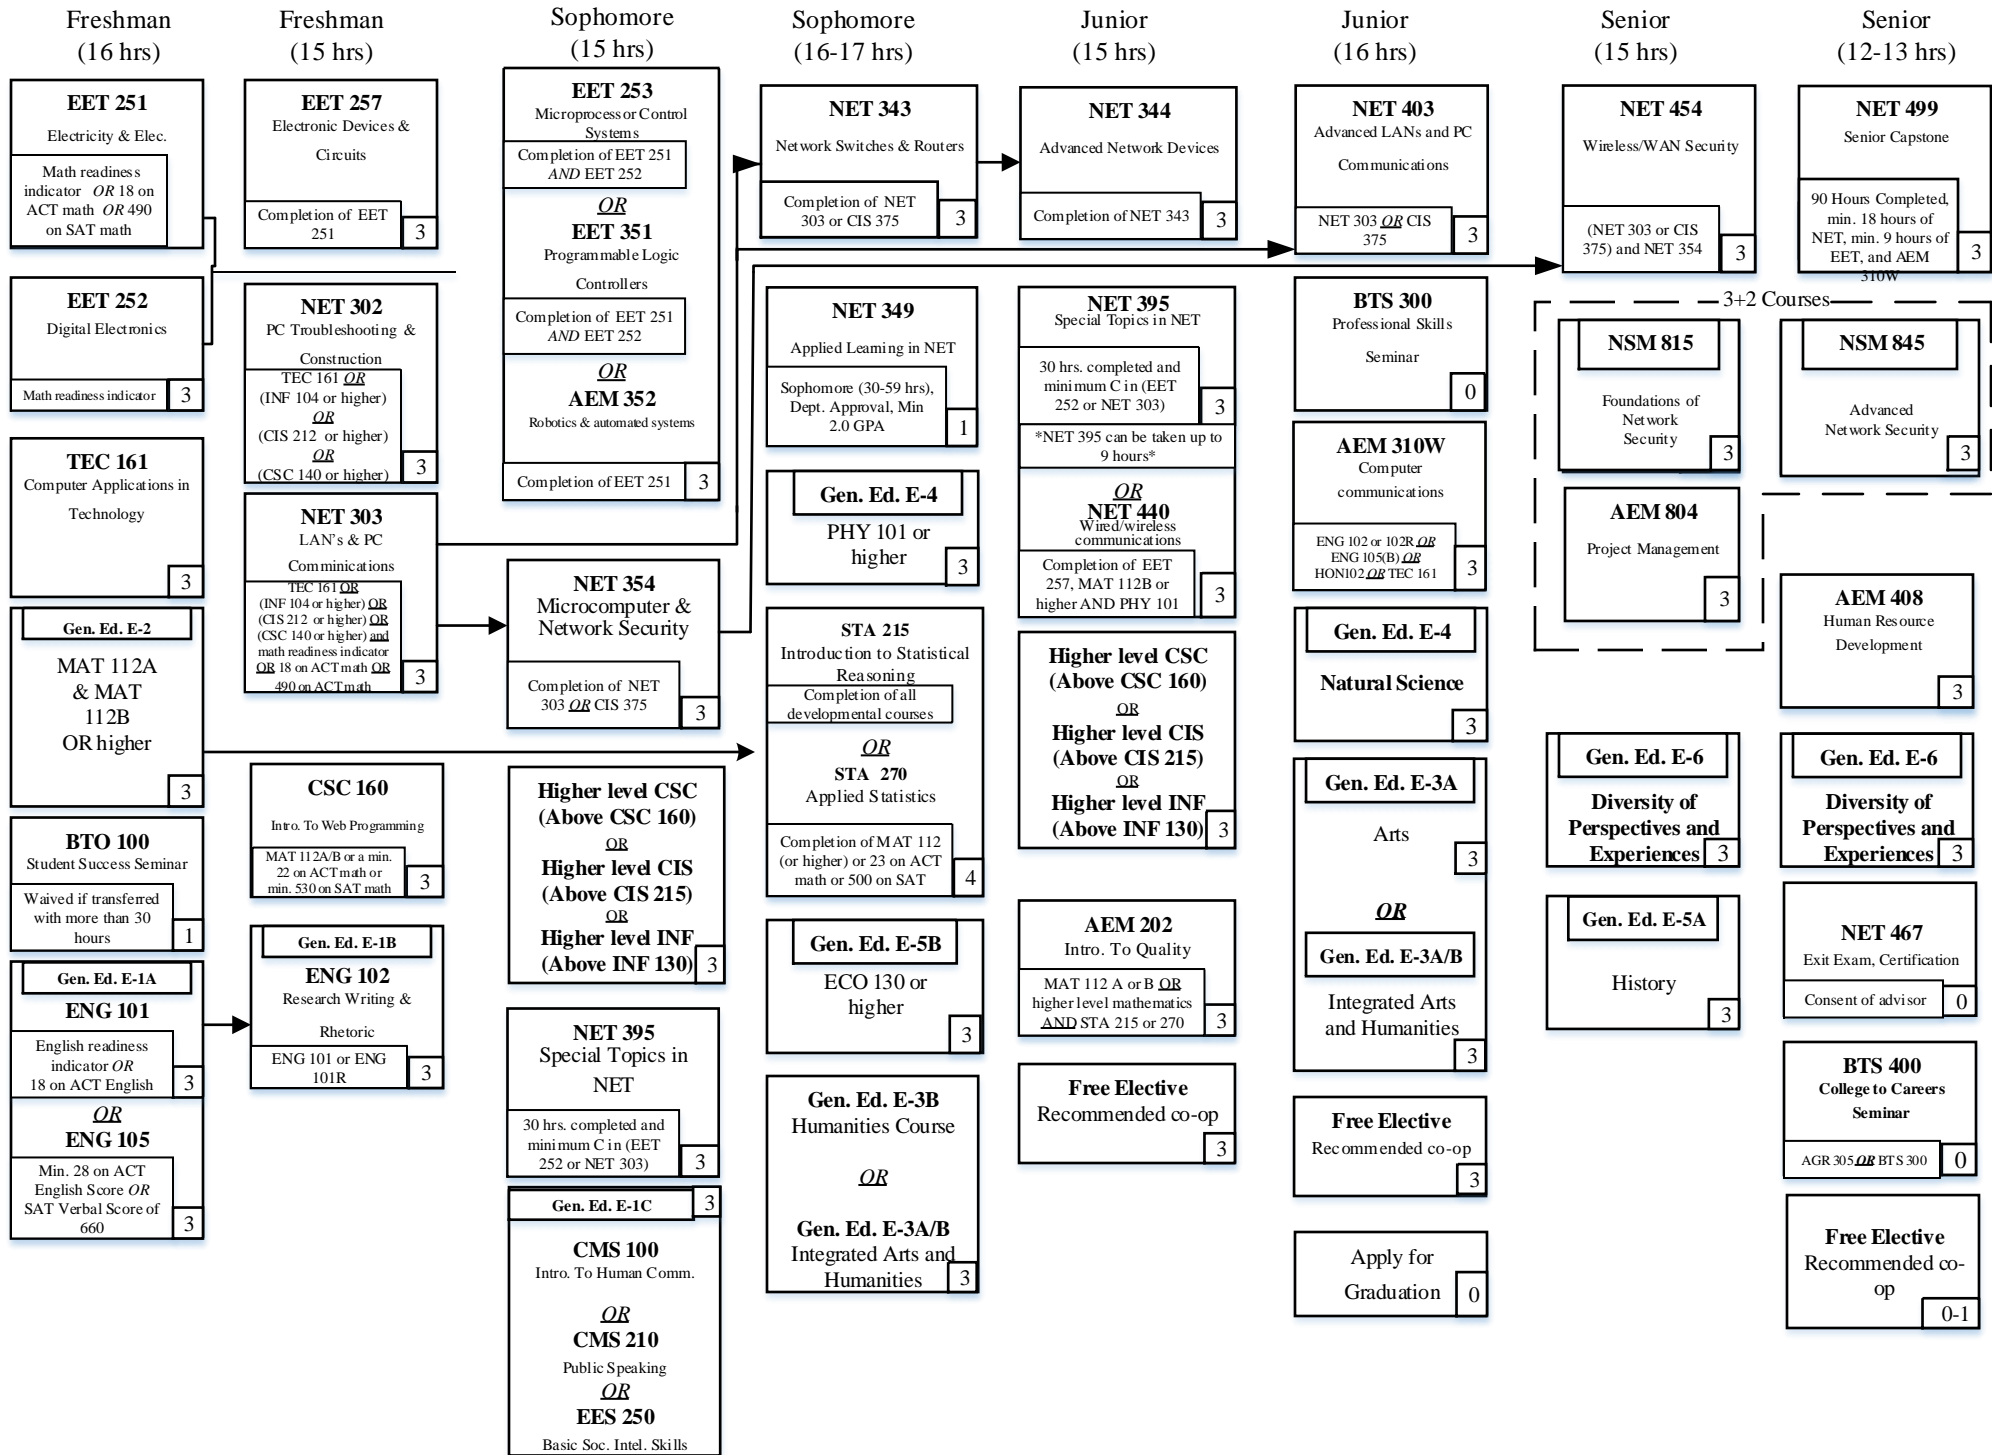 Freshman
(16 hrs)
EET 251
Electricity & Elec.
Math readiness
indicator OR 18 on
ACT math OR 490
on SAT math
EET 252
Digital Electronics
Math readiness indicator
3
TEC 161
Computer Applications in
Technology
3
Gen. Ed. E-2
MAT 112A
& MAT
112B
OR higher
3
BTO 100
Student Success Seminar
Waived if transferred
with more than 30
hours
1
Gen. Ed. E-1A
ENG 101
English readiness
indicator OR
18 on ACT English
3
OR
ENG 105
Min. 28 on ACT
English Score OR
SAT Verbal Score of
660
3
Freshman
(15 hrs)
EET 257
Electronic Devices &
Circuits
Completion of EET
251
3
NET 302
PC Troubleshooting &
Construction
TEC 161 OR
(INF 104 or higher)
OR
(CIS 212 or higher)
OR
(CSC 140 or higher)
3
NET 303
LAN's & PC
Comminications
TEC 161 OR
(INF 104 or higher) OR
(CIS 212 or higher) OR
(CSC 140 or higher) and
math readiness indicator
OR 18 on ACT math OR
490 on ACT math
3
CSC 160
Intro. To Web Programming
MAT 112A/B or a min.
22 on ACT math or
min. 530 on SAT math
3
Gen. Ed. E-1B
ENG 102
Research Writing &
Rhetoric
ENG 101 or ENG
101R
3
Sophomore
(15 hrs)
EET 253
Microprocessor Control
Systems
Completion of EET 251
AND EET 252
OR
EET 351
Programmable Logic
Controllers
Completion of EET 251
AND EET 252
OR
AEM 352
Robotics & automated systems
Completion of EET 251
3
NET 354
Microcomputer &
Network Security
Completion of NET
303 OR CIS 375
3
Higher level CSC
(Above CSC 160)
OR
Higher level CIS
(Above CIS 215)
OR
Higher level INF
(Above INF 130)
3
NET 395
Special Topics in
NET
30 hrs. completed and
minimum C in (EET
252 or NET 303)
3
Gen. Ed. E-1C
3
CMS 100
Intro. To Human Comm.
OR
CMS 210
Public Speaking
OR
EES 250
Basic Soc. Intel. Skills
Sophomore
(16-17 hrs)
NET 343
Network Switches & Routers
Completion of NET
303 or CIS 375
3
NET 349
Applied Learning in NET
Sophomore (30-59 hrs),
Dept. Approval, Min
2.0 GPA
1
Gen. Ed. E-4
PHY 101 or
higher
3
STA 215
Introduction to Statistical
Reasoning
Completion of all
developmental courses
OR
STA 270
Applied Statistics
Completion of MAT 112
(or higher) or 23 on ACT
math or 500 on SAT
4
Gen. Ed. E-5B
ECO 130 or
higher
3
Gen. Ed. E-3B
Humanities Course
OR
Gen. Ed. E-3A/B
Integrated Arts and
Humanities
3
Junior
(15 hrs)
NET 344
Advanced Network Devices
Completion of NET 343
3
NET 395
Special Topics in NET
30 hrs. completed and
minimum C in (EET
252 or NET 303)
3
*NET 395 can be taken up to
9 hours*
OR
NET 440
Wired/wireless
communications
Completion of EET
257, MAT 112B or
higher AND PHY 101
3
Higher level CSC
(Above CSC 160)
OR
Higher level CIS
(Above CIS 215)
OR
Higher level INF
(Above INF 130)
3
AEM 202
Intro. To Quality
MAT 112 A or B OR
higher level mathematics
AND STA 215 or 270
3
Free Elective
Recommended co-op
3
Junior
(16 hrs)
NET 403
Advanced LANs and PC
Communications
NET 303 OR CIS
375
3
BTS 300
Professional Skills
Seminar
0
AEM 310W
Computer
communications
ENG 102 or 102R OR
ENG 105(B) OR
HON102 OR TEC 161
3
Gen. Ed. E-4
Natural Science
3
Gen. Ed. E-3A
Arts
3
OR
Gen. Ed. E-3A/B
Integrated Arts
and Humanities
3
Free Elective
Recommended co-op
3
Apply for
Graduation
0
Senior
(15 hrs)
NET 454
Wireless/WAN Security
(NET 303 or CIS
375) and NET 354
3
3+2 Courses
NSM 815
Foundations of
Network
Security
3
AEM 804
Project Management
3
Gen. Ed. E-6
Diversity of
Perspectives and
Experiences
3
Gen. Ed. E-5A
History
3
Senior
(12-13 hrs)
NET 499
Senior Capstone
90 Hours Completed,
min. 18 hours of
NET, min. 9 hours of
EET, and AEM
310W
3
NSM 845
Advanced
Network Security
3
AEM 408
Human Resource
Development
3
Gen. Ed. E-6
Diversity of
Perspectives and
Experiences
3
NET 467
Exit Exam, Certification
Consent of advisor
0
BTS 400
College to Careers
Seminar
AGR 305 OR BTS 300
0
Free Elective
Recommended co-
op
0-1